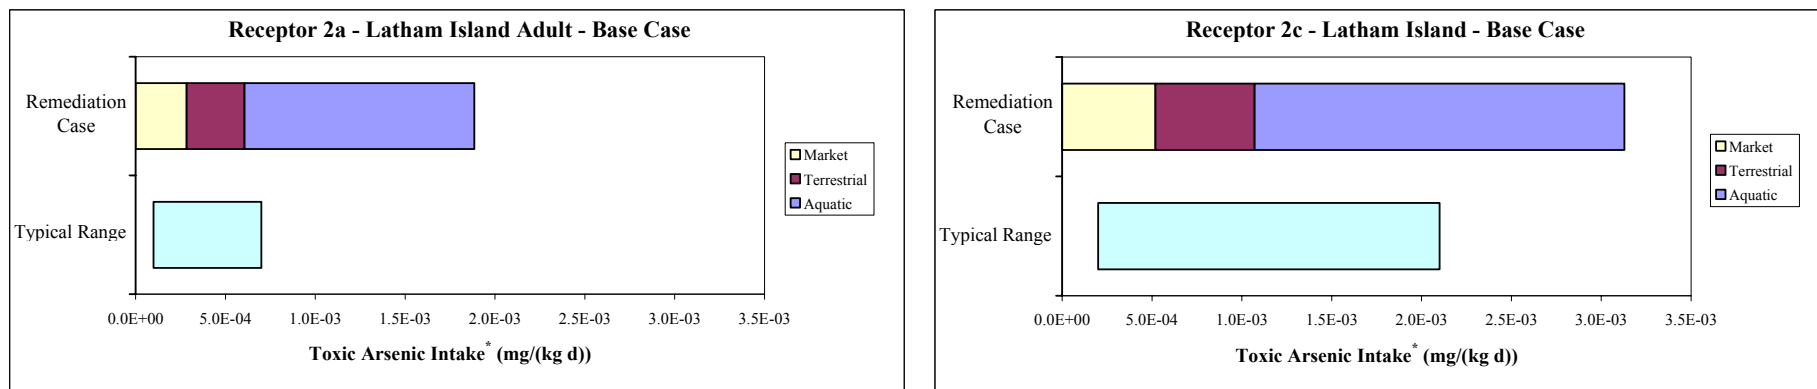 Receptor 2a - Latham Island Adult - Base Case
Remediation
Case
Typical Range
0.0E+00 5.0E-04 1.0E-03 1.5E-03 2.0E-03 2.5E-03 3.0E-03 3.5E-03
Toxic Arsenic Intake* (mg/(kg d))
Market
Terrestrial
Aquatic
Receptor 2c - Latham Island - Base Case
Remediation
Case
Typical Range
0.0E+00 5.0E-04 1.0E-03 1.5E-03 2.0E-03 2.5E-03 3.0E-03 3.5E-03
Toxic Arsenic Intake* (mg/(kg d))
Market
Terrestrial
Aquatic